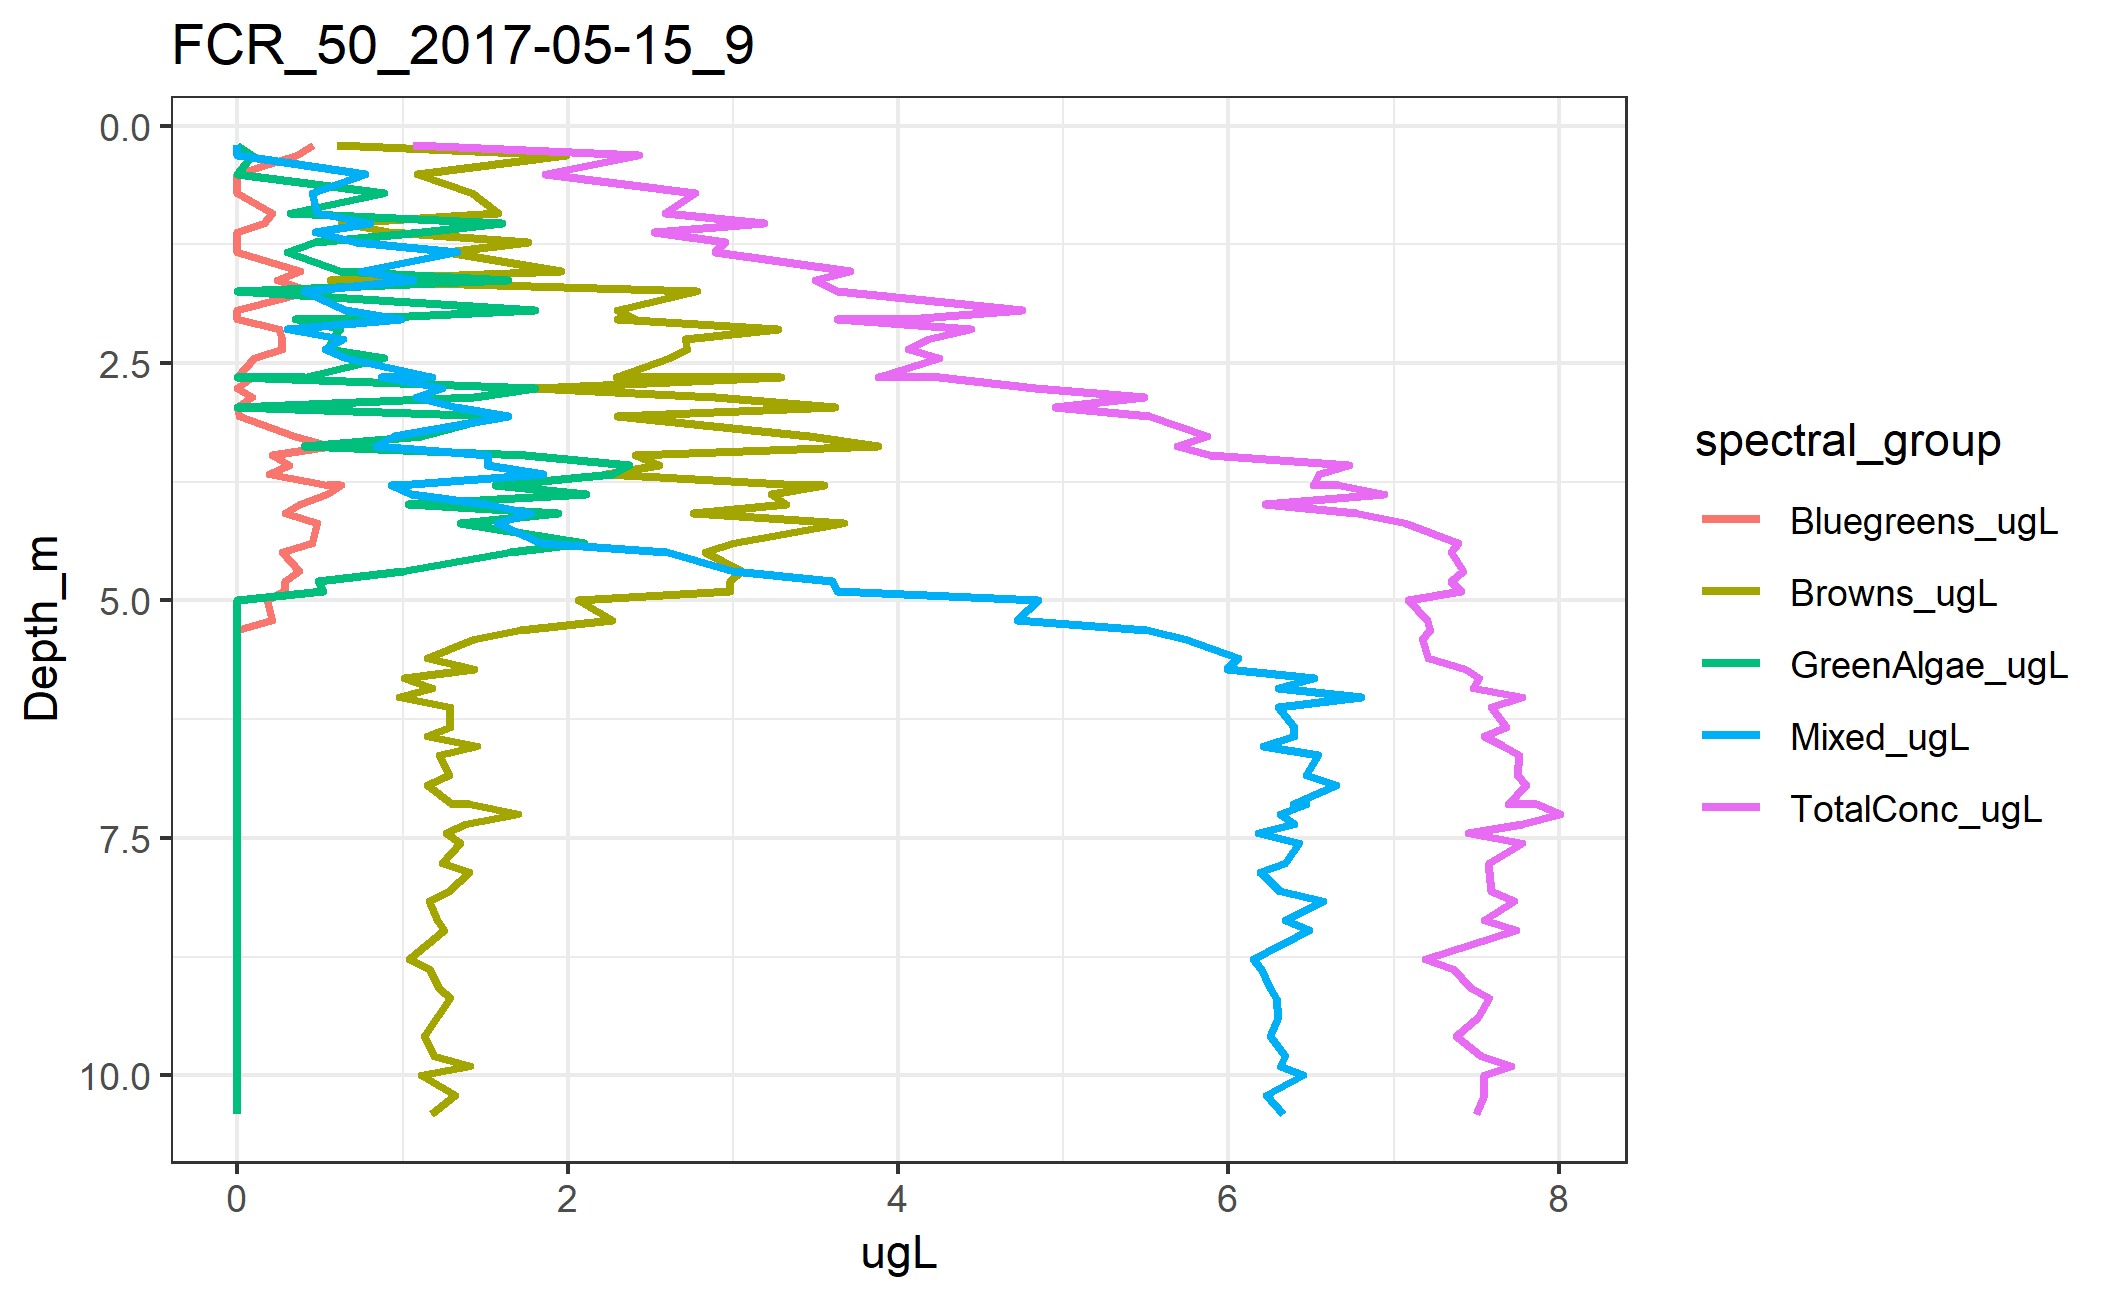 FCR_50_2017-05-15_9
0.0
2.5
5.0
7.5
10.0
Depth_m
0 2 4 6 8
ugL
spectral_group
Bluegreens_ugL
Browns_ugL
GreenAlgae_ugL
Mixed_ugL
TotalConc_ugL